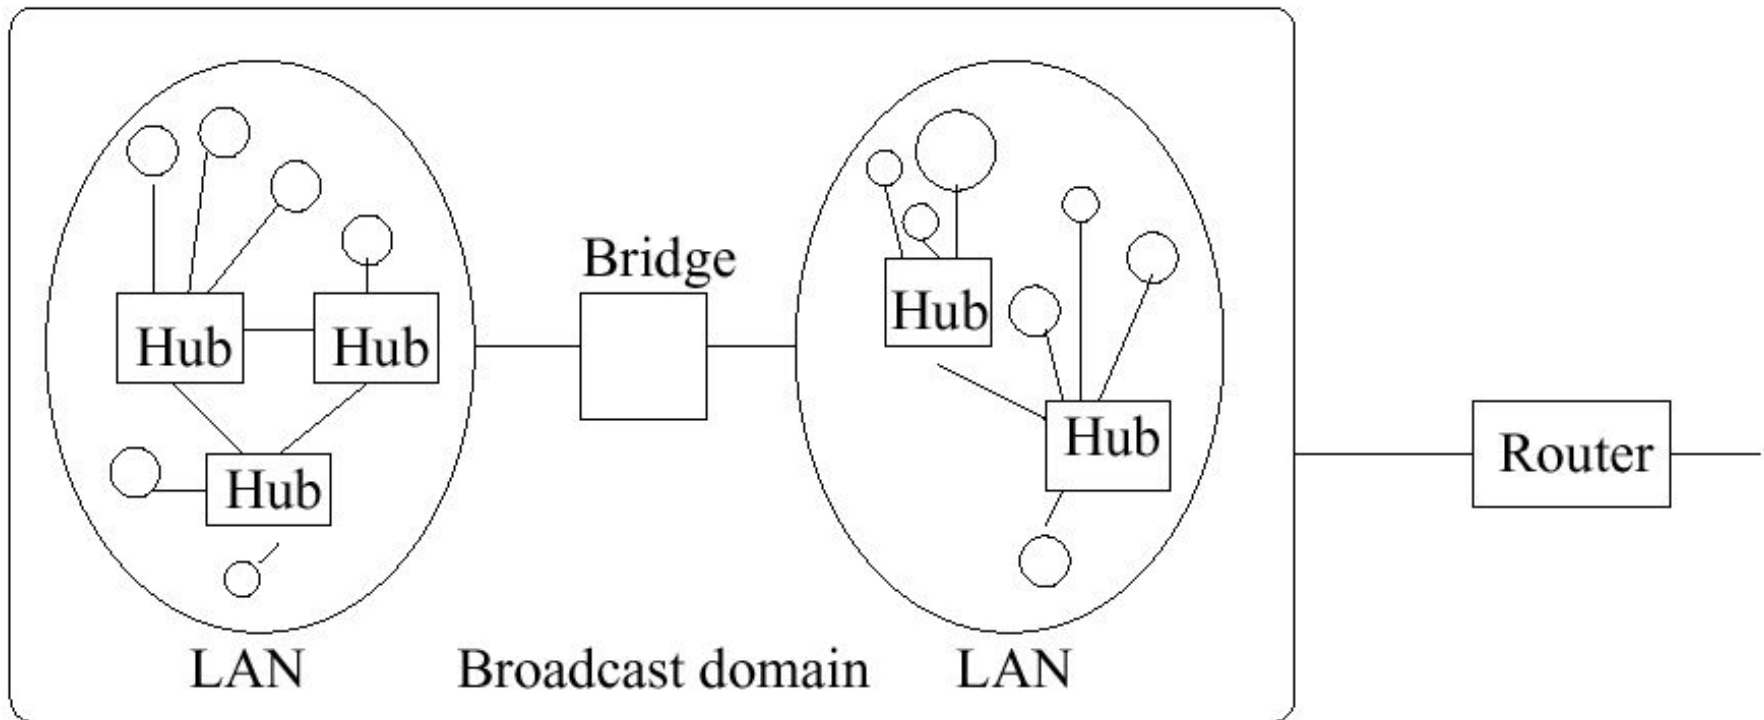 Bridge
Hub
Hub
Hub
Hub
Hub
Router
LAN
Broadcast domain
LAN